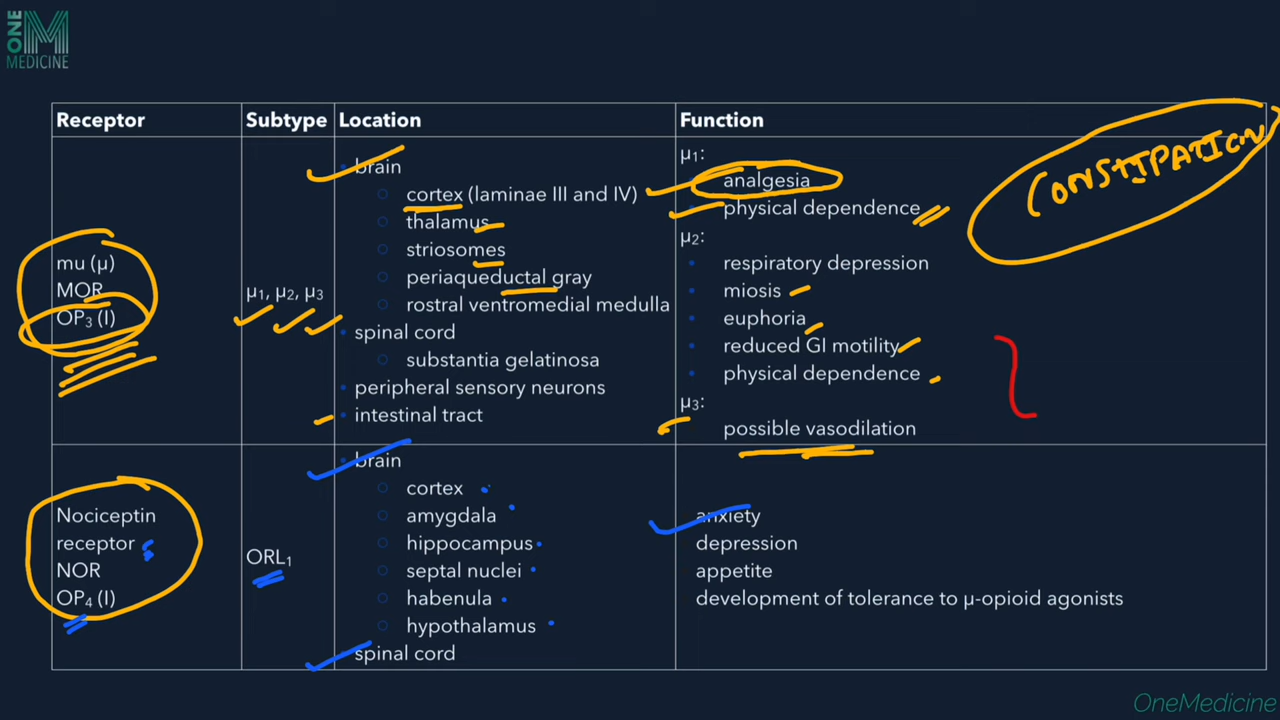 ONE M
MEDICINE
Receptor
Subtype
Location
Function
mu (μ)
MOR
OP₃ (I)
μ₁, μ₂, μ₃
brain
cortex (laminae III and IV)
thalamus
striosomes
periaqueductal gray
rostral ventromedial medulla
spinal cord
substantia gelatinosa
peripheral sensory neurons
intestinal tract
μ₁:
analgesia
physical dependence
μ₂:
respiratory depression
miosis
euphoria
reduced GI motility
physical dependence
μ₃:
possible vasodilation
CONSTIPATION
Nociceptin
receptor
NOR
OP₄ (I)
ORL₁
brain
cortex
amygdala
hippocampus
septal nuclei
habenula
hypothalamus
spinal cord
anxiety
depression
appetite
development of tolerance to μ-opioid agonists
OneMedicine